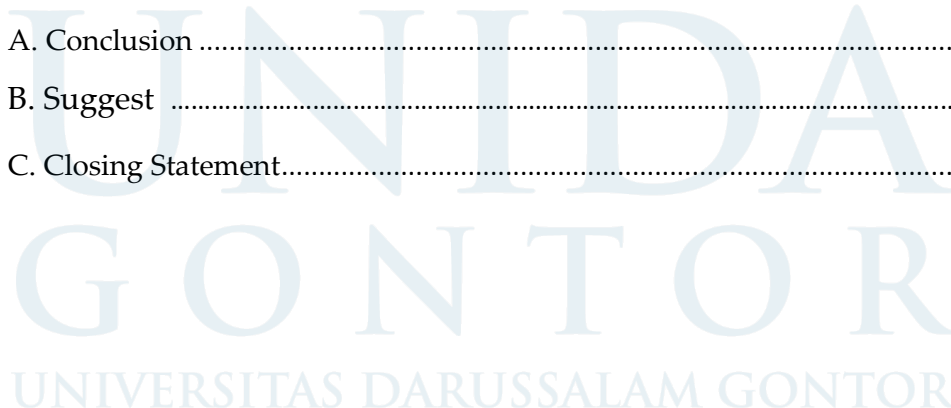 A. Conclusion ........................................................................................................
B. Suggest ........................................................................................................
C. Closing Statement........................................................................................
UNIDA
GONTOR
UNIVERSITAS DARUSSALAM GONTOR